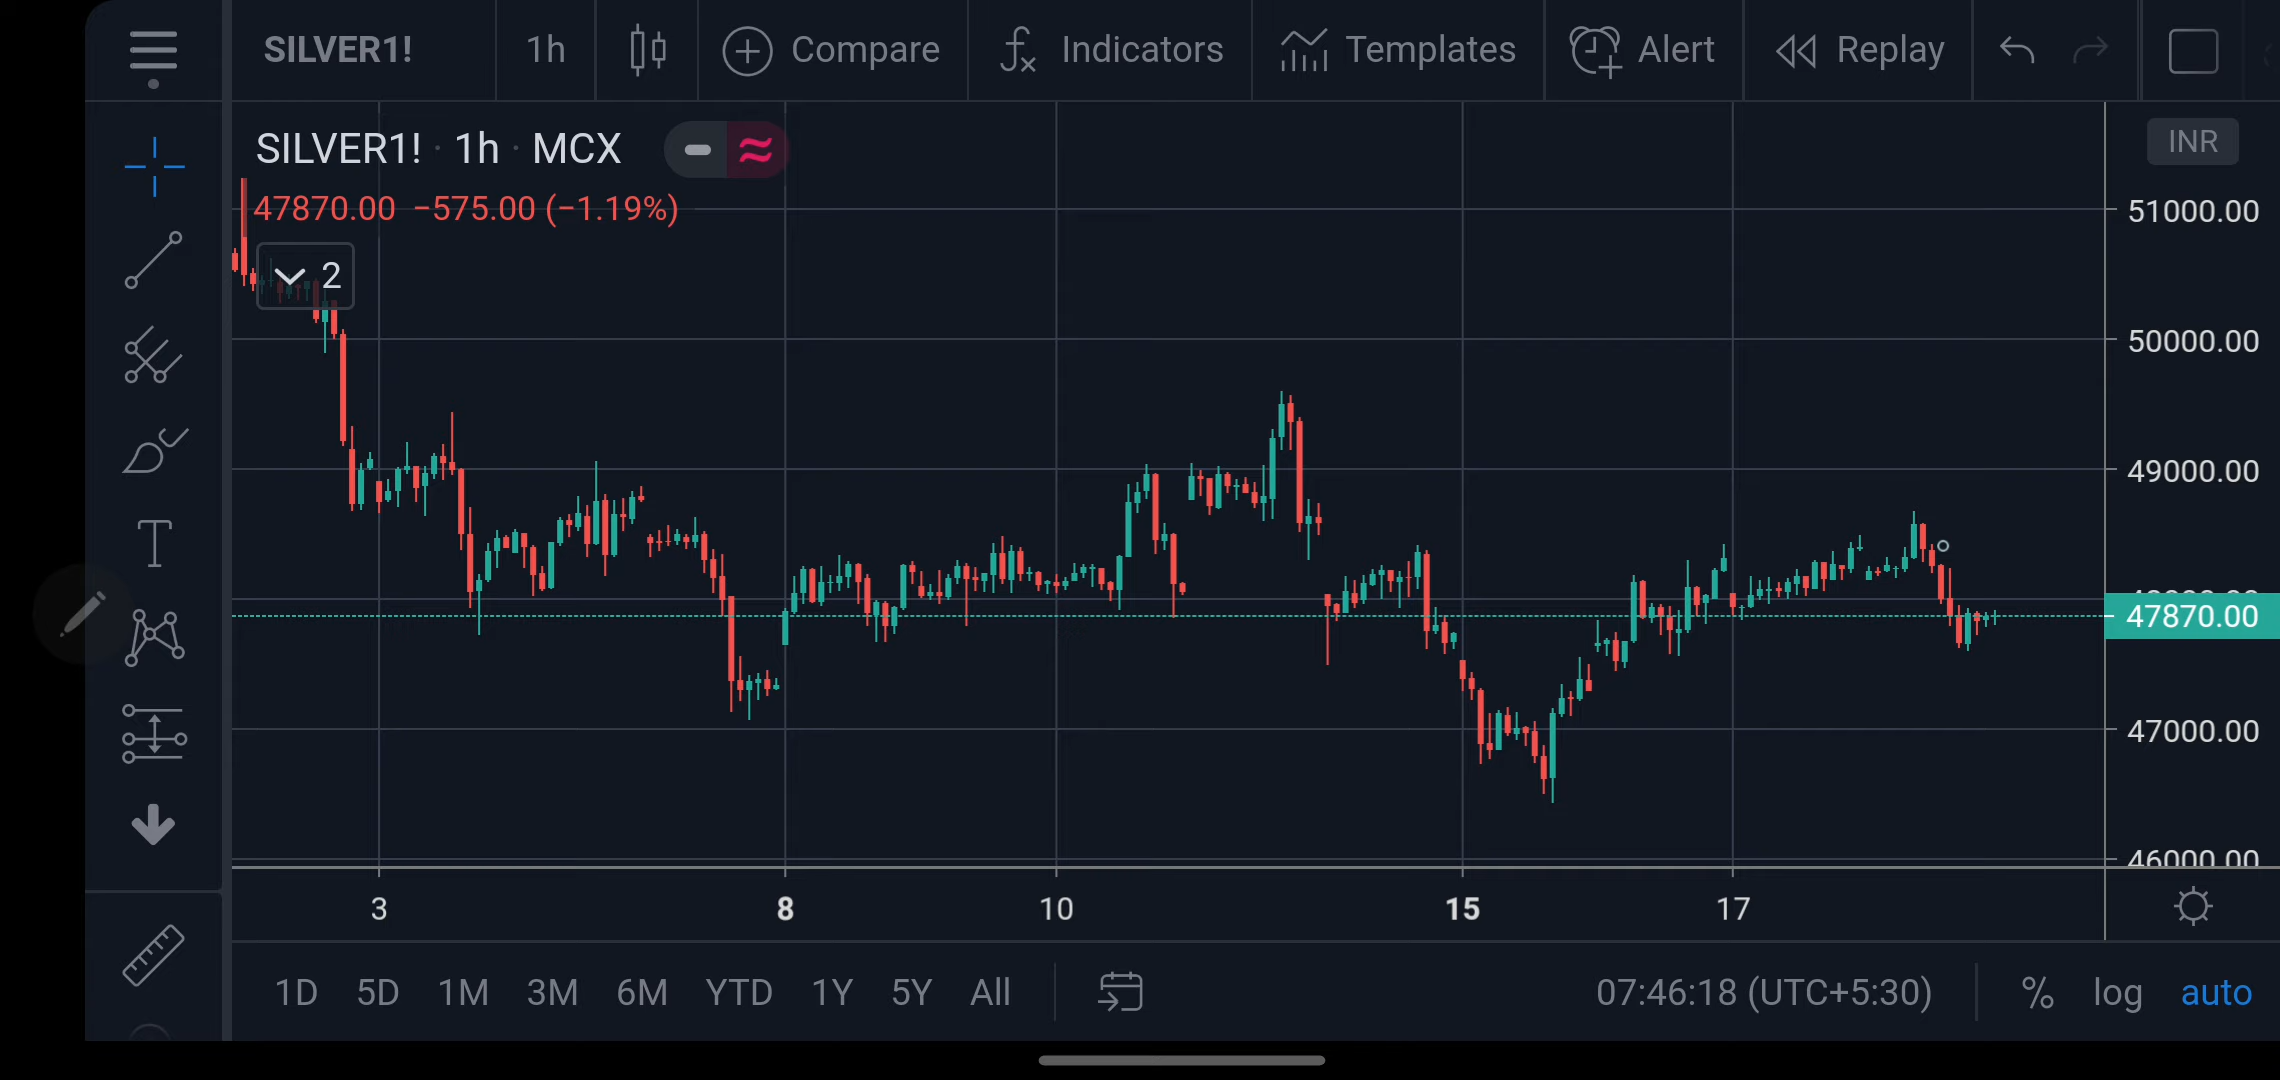 SILVER1! 1h Compare Indicators Templates Alert Replay
SILVER1! · 1h · MCX
INR
47870.00 −575.00 (−1.19%)
2
51000.00
50000.00
49000.00
47870.00
47000.00
46000.00
3 8 10 15 17
1D 5D 1M 3M 6M YTD 1Y 5Y All 07:46:18 (UTC+5:30) % log auto